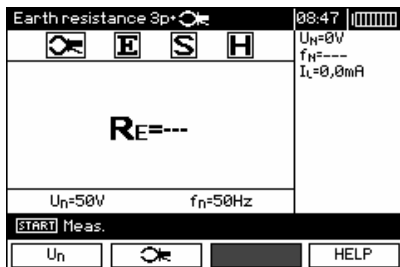 Earth resistance 3p+ 08:47
E S H
UN=0V
fN=---
IL=0,0mA
RE=---
Un=50V fn=50Hz
START Meas.
Un HELP